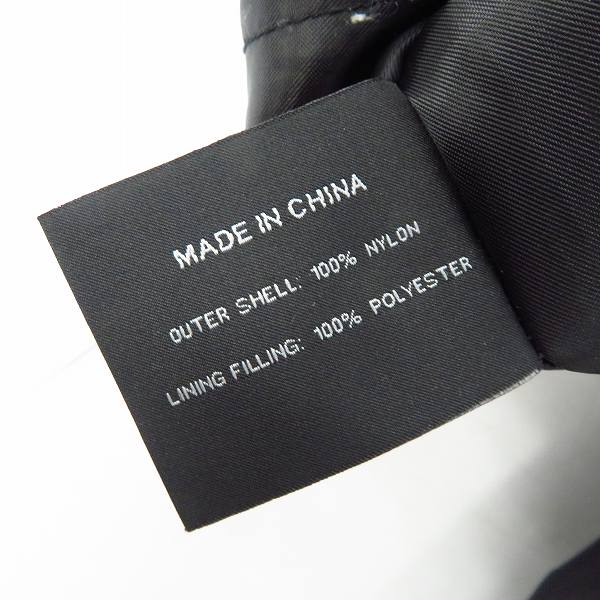 MADE IN CHINA
OUTER SHELL: 100% NYLON
LINING FILLING: 100% POLYESTER